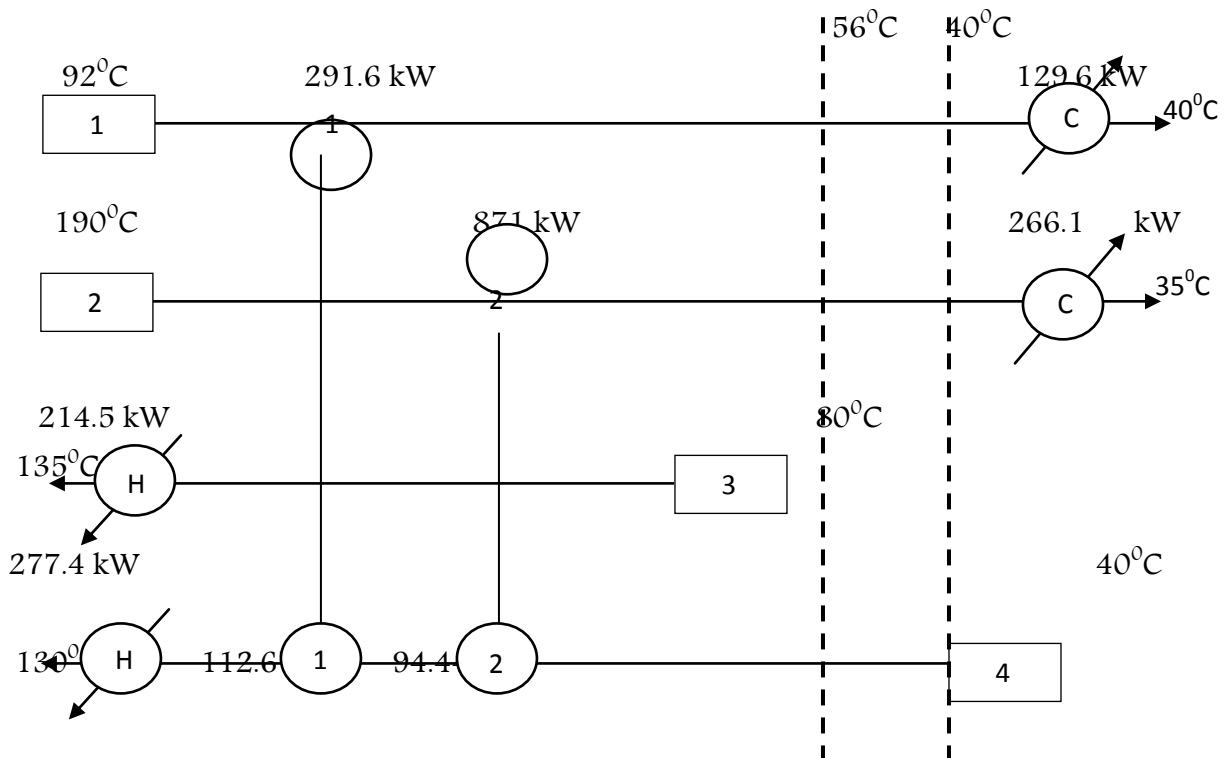 56⁰C 40⁰C
92⁰C 291.6 kW 129.6 kW
1 1 C 40⁰C
190⁰C 871 kW 266.1 kW
2 2 C 35⁰C
214.5 kW 80⁰C
135⁰C H 3
277.4 kW 40⁰C
130⁰ H 112.6 1 94.4 2 4